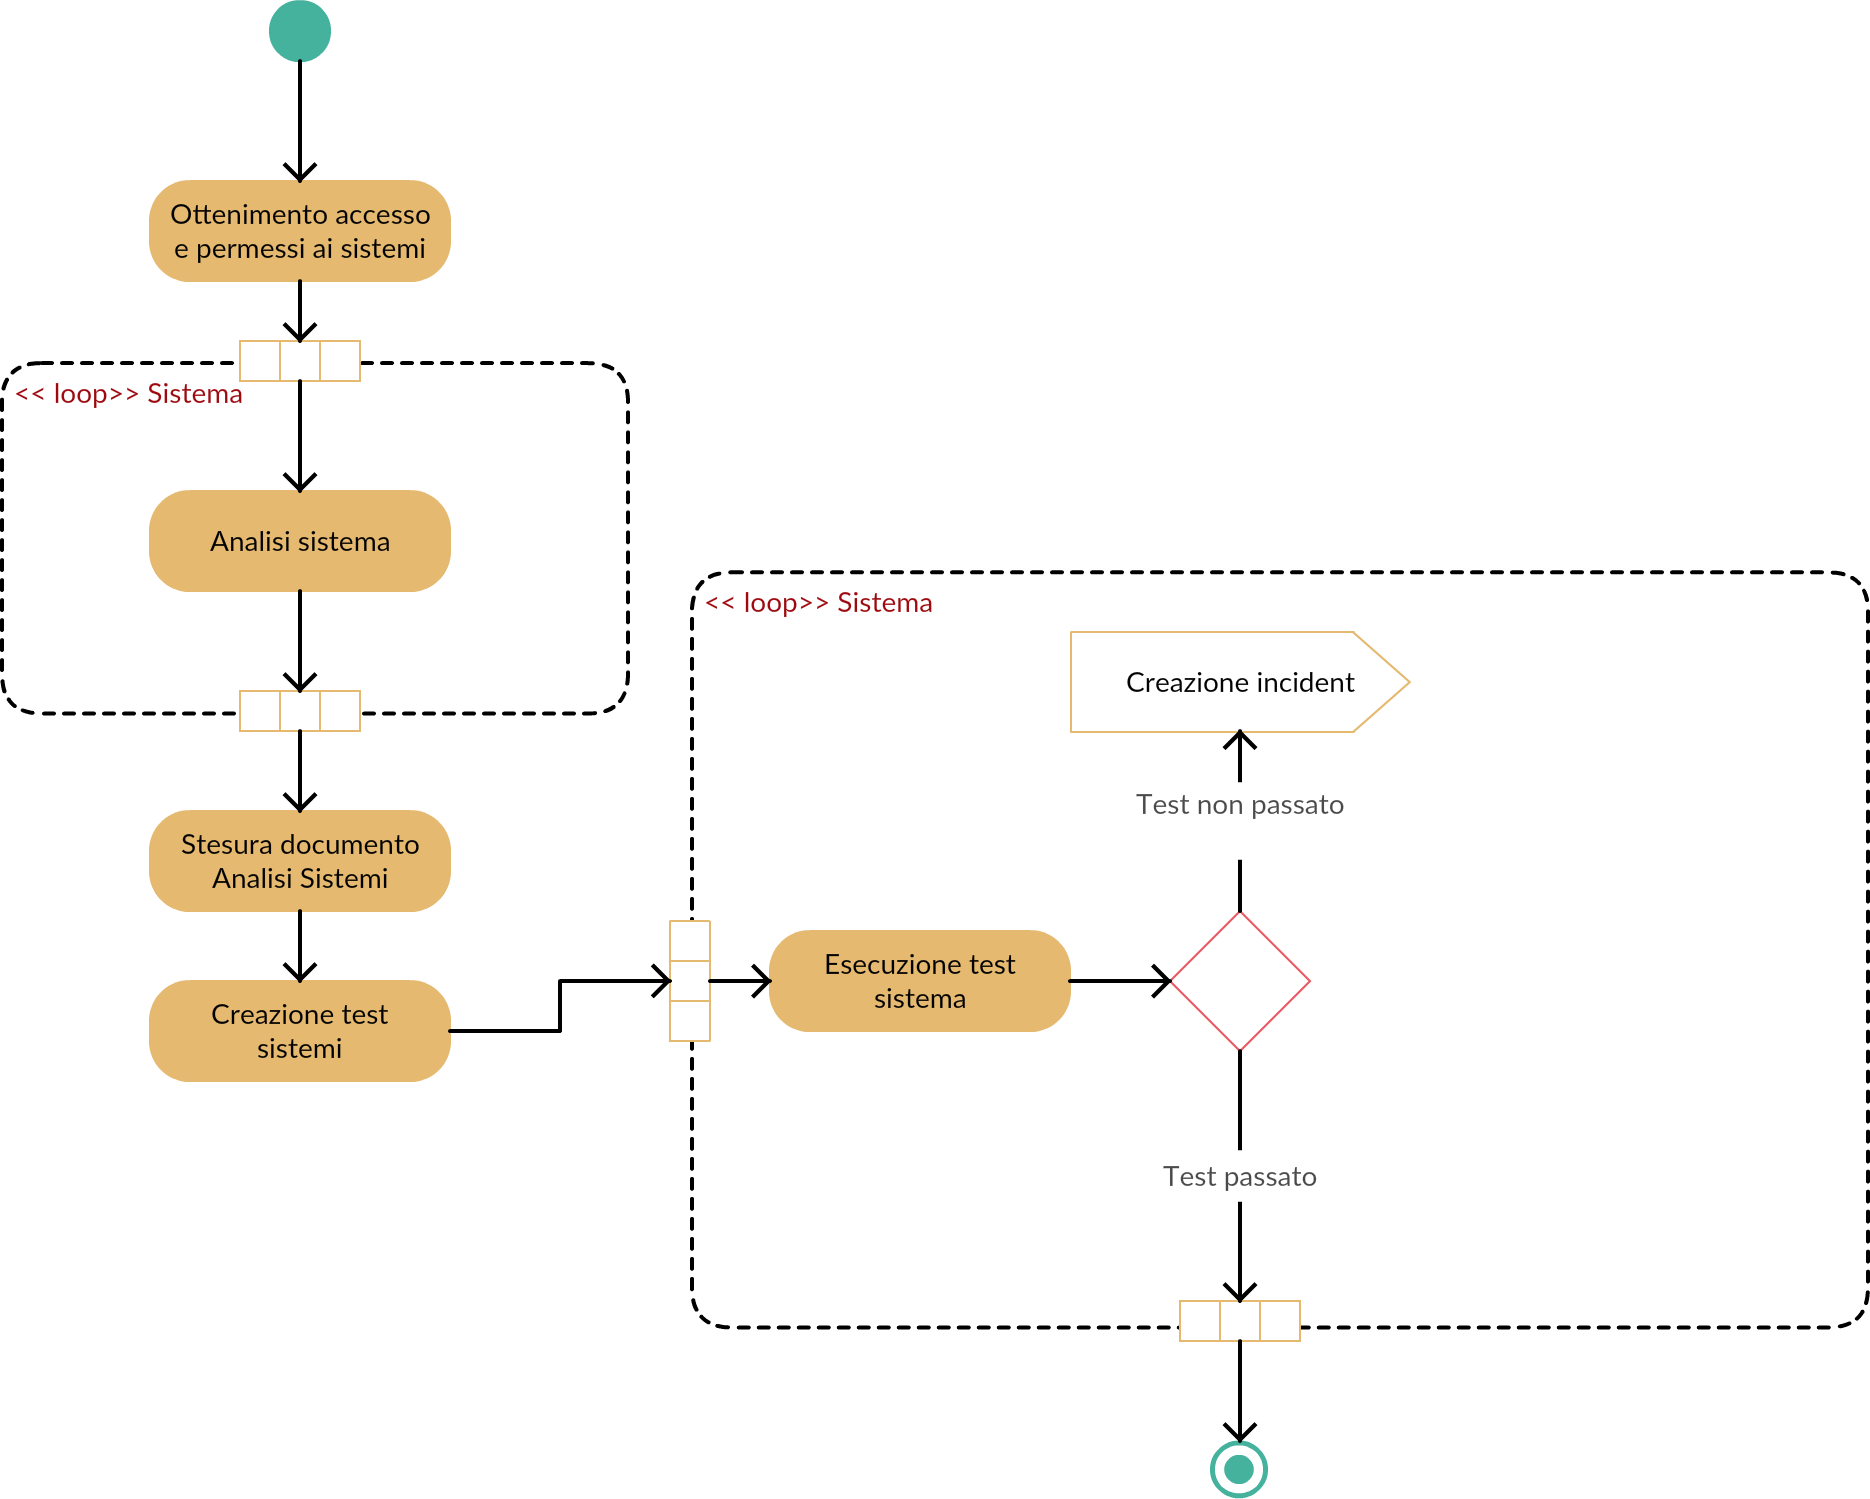 Ottenimento accesso
e permessi ai sistemi
<< loop>> Sistema
Analisi sistema
Stesura documento
Analisi Sistemi
Creazione test
sistemi
<< loop>> Sistema
Creazione incident
Test non passato
Esecuzione test
sistema
Test passato